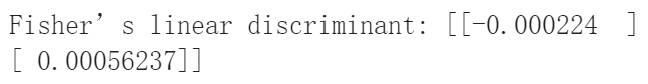 Fisher’s linear discriminant: [[-0.000224  ]
[ 0.00056237]]